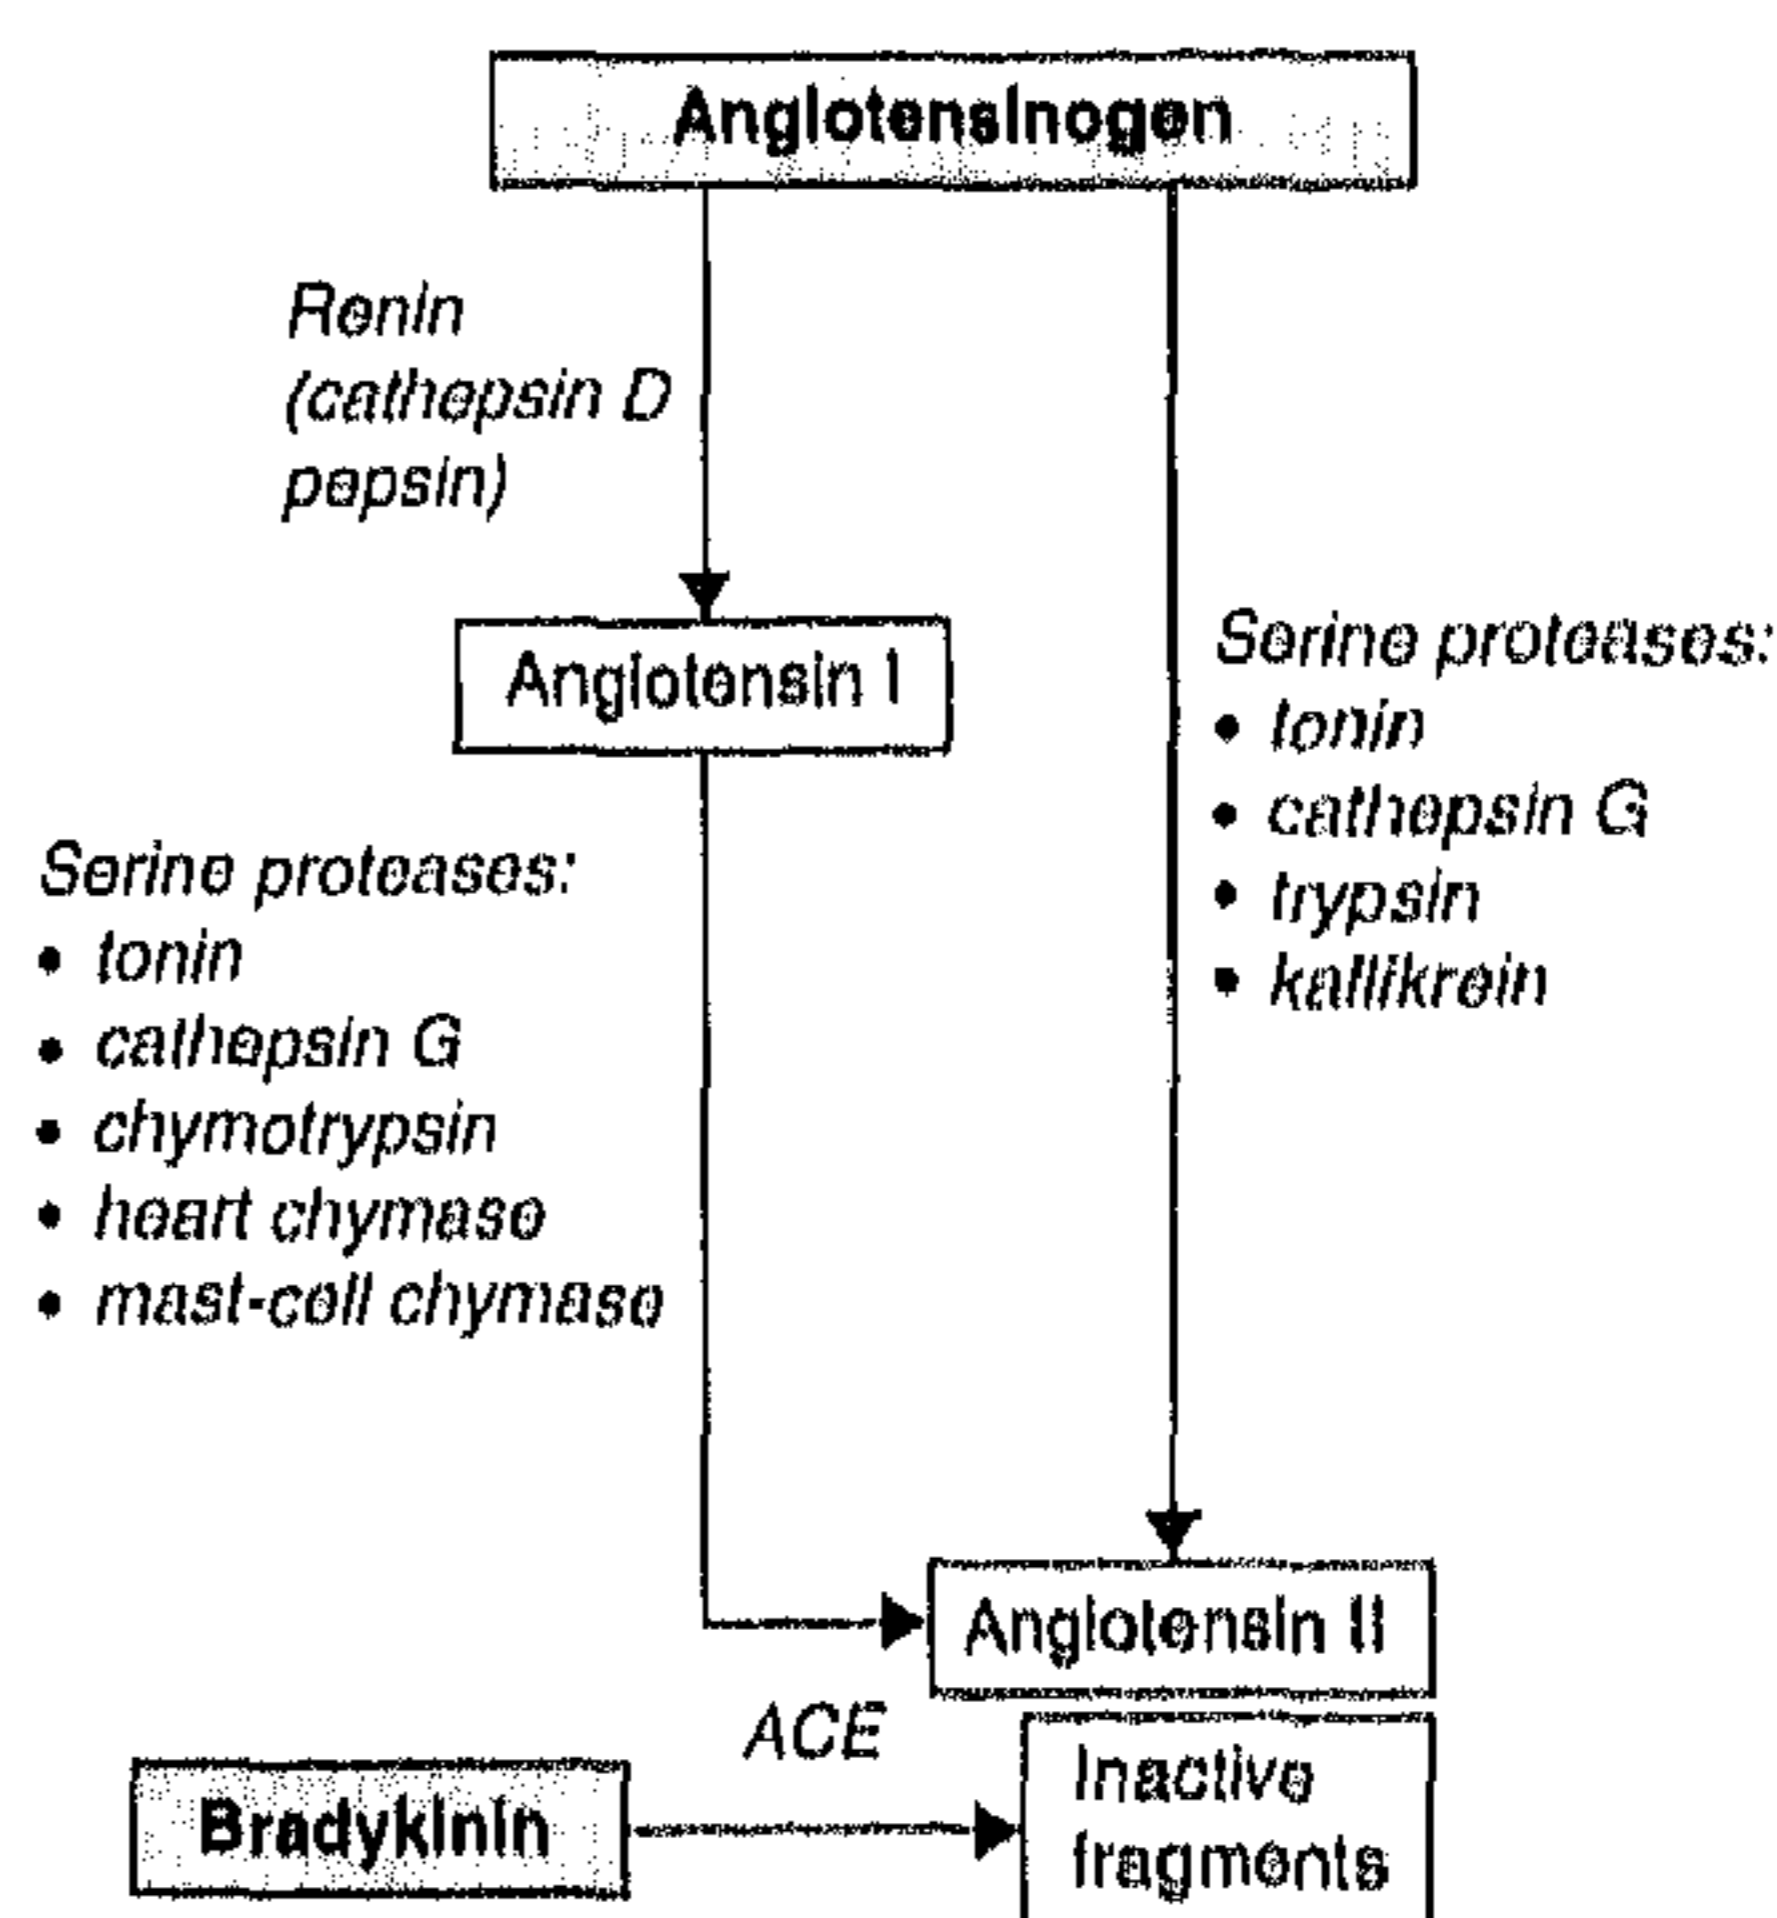 Angiotensinogen
Renin
(cathepsin D
pepsin)
Angiotensin I
Serine proteases:
• tonin
• cathepsin G
• trypsin
• kallikrein
Serine proteases:
• tonin
• cathepsin G
• chymotrypsin
• heart chymase
• mast-cell chymase
Angiotensin II
ACE
Bradykinin
Inactive
fragments